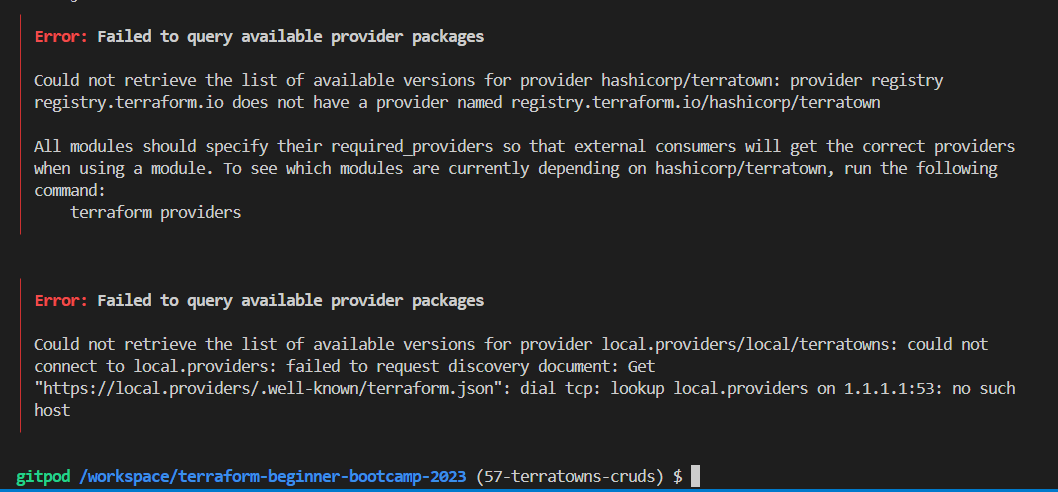 Error: Failed to query available provider packages
Could not retrieve the list of available versions for provider hashicorp/terratown: provider registry
registry.terraform.io does not have a provider named registry.terraform.io/hashicorp/terratown
All modules should specify their required_providers so that external consumers will get the correct providers
when using a module. To see which modules are currently depending on hashicorp/terratown, run the following
command:
terraform providers
Error: Failed to query available provider packages
Could not retrieve the list of available versions for provider local.providers/local/terratowns: could not
connect to local.providers: failed to request discovery document: Get
"https://local.providers/.well-known/terraform.json": dial tcp: lookup local.providers on 1.1.1.1:53: no such
host
gitpod /workspace/terraform-beginner-bootcamp-2023 (57-terratowns-cruds) $